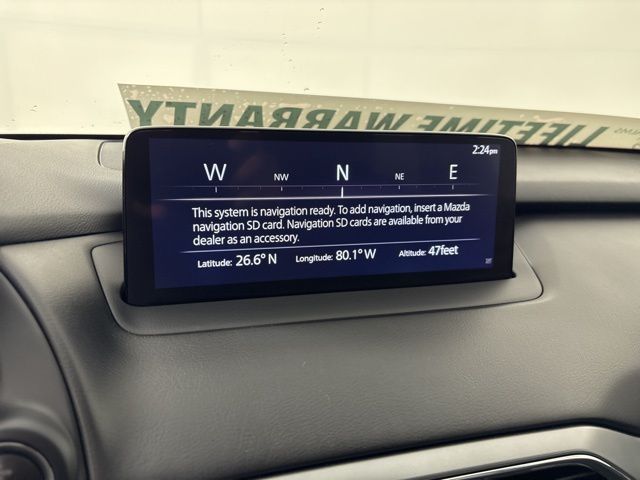 LIFETIME WARRANTY
2:24pm
W NW N NE E
This system is navigation ready. To add navigation, insert a Mazda
navigation SD card. Navigation SD cards are available from your
dealer as an accessory.
Latitude: 26.6° N Longitude: 80.1° W Altitude: 47feet